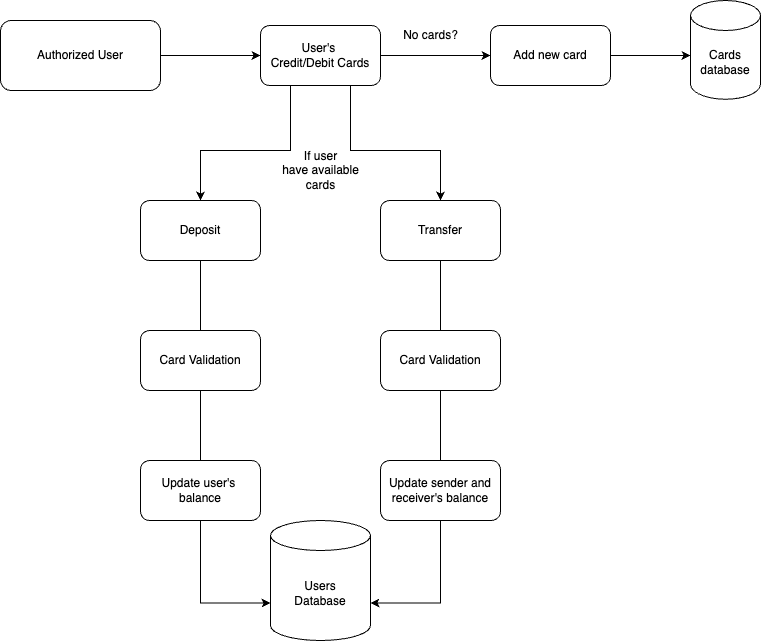 No cards?
Authorized User
User's
Credit/Debit Cards
Add new card
Cards
database
If user
have available
cards
Deposit
Transfer
Card Validation
Card Validation
Update user's
balance
Update sender and
receiver's balance
Users
Database